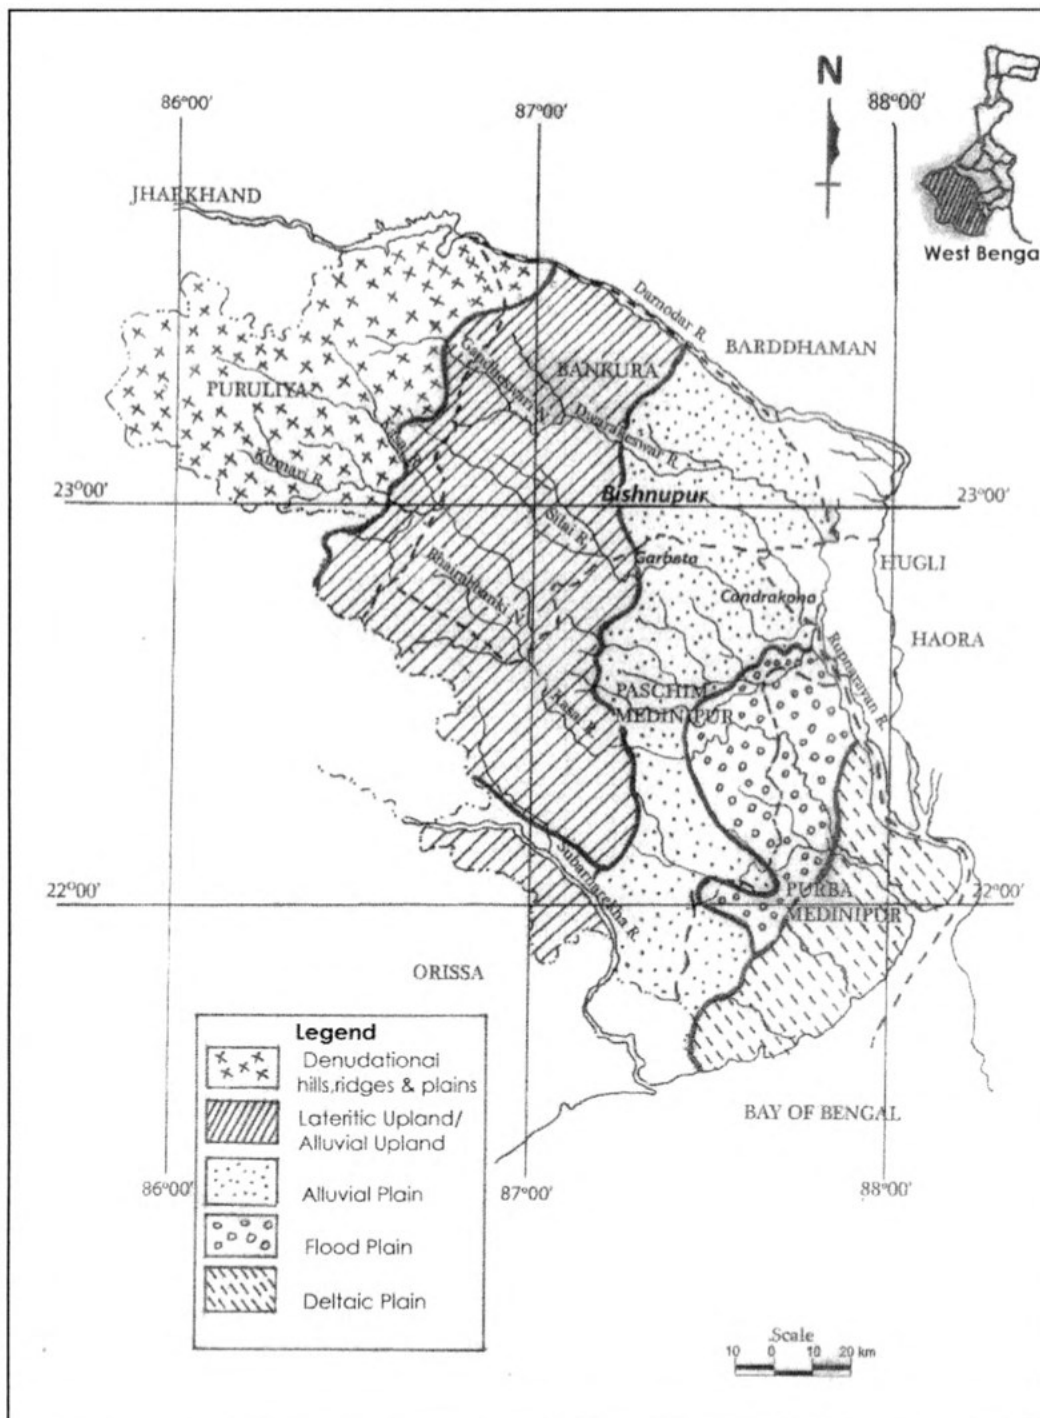 N
86°00'
87°00'
88°00'
JHARKHAND
West Benga
Damodar R.
BARDDHAMAN
Gandheswari N.
BANKURA
PURULIYA
Dwarakeswar R.
Kasai R.
Kumari R.
23°00'
Bishnupur
23°00'
Silai R.
Garbeta
HUGLI
Bhairabbanki N.
Candrakona
HAORA
Rupnarayan R.
PASCHIM
MEDINIPUR
Kasai R.
Subarnarekha R.
22°00'
PURBA
22°00'
MEDINIPUR
ORISSA
Legend
Denudational
hills,ridges & plains
Lateritic Upland/
Alluvial Upland
Alluvial Plain
Flood Plain
Deltaic Plain
BAY OF BENGAL
86°00'
87°00'
88°00'
Scale
10 0 10 20 km